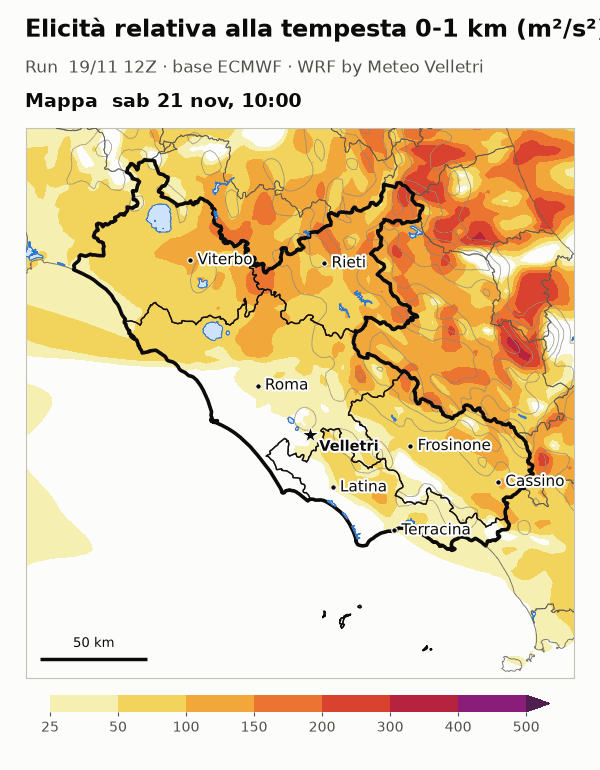 Elicità relativa alla tempesta 0-1 km (m²/s²)
Run  19/11 12Z · base ECMWF · WRF by Meteo Velletri
Mappa  sab 21 nov, 10:00
Viterbo
Rieti
Roma
Velletri
Frosinone
Cassino
Latina
Terracina
50 km
25 50 100 150 200 300 400 500